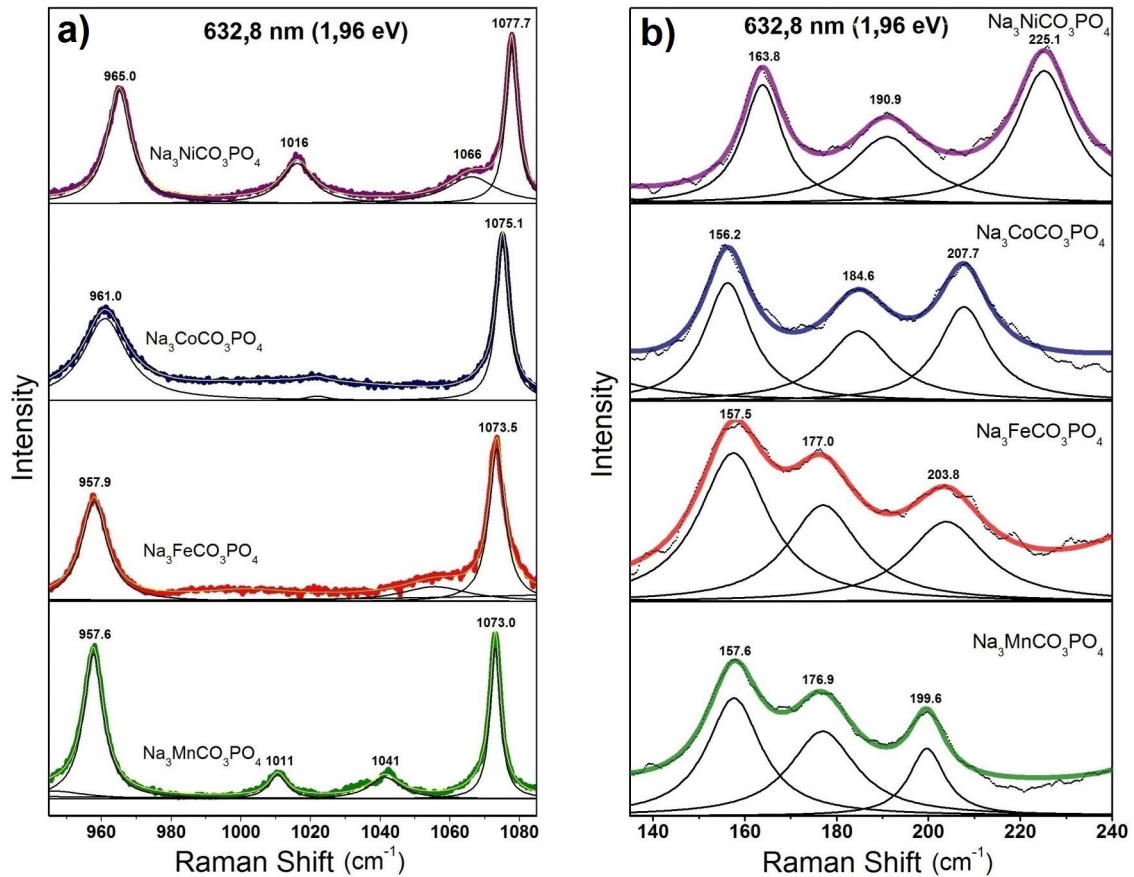 a)
632,8 nm (1,96 eV)
1077.7
965.0
1016
1066
Na₃NiCO₃PO₄
1075.1
961.0
Na₃CoCO₃PO₄
1073.5
957.9
Na₃FeCO₃PO₄
1073.0
957.6
Na₃MnCO₃PO₄
1011
1041
960 980 1000 1020 1040 1060 1080
Raman Shift (cm⁻¹)
Intensity
b)
632,8 nm (1,96 eV)
Na₃NiCO₃PO₄
163.8
190.9
225.1
Na₃CoCO₃PO₄
156.2
184.6
207.7
Na₃FeCO₃PO₄
157.5
177.0
203.8
Na₃MnCO₃PO₄
157.6
176.9
199.6
140 160 180 200 220 240
Raman Shift (cm⁻¹)
Intensity